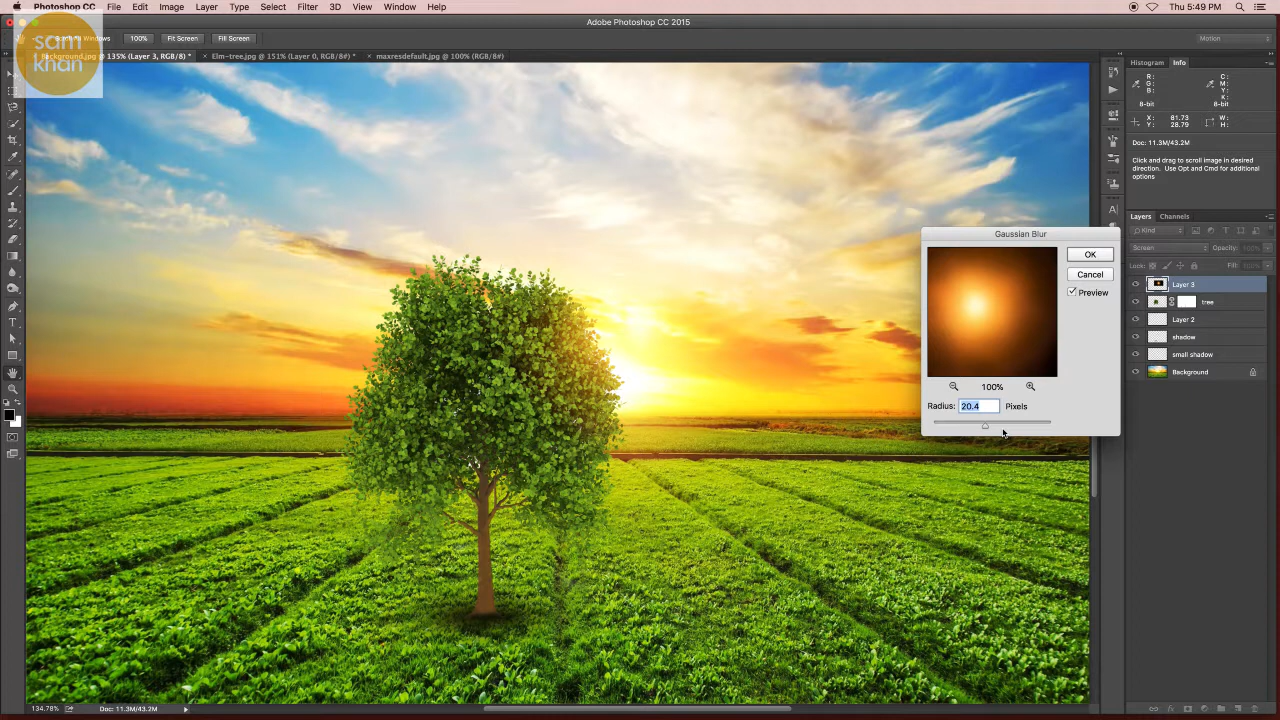 Photoshop CC File Edit Image Layer Type Select Filter 3D View Window Help Thu 5:49 PM
Adobe Photoshop CC 2015
sam
khan
Windows 100% Fit Screen Fill Screen Motion
Background.jpg @ 135% (Layer 3, RGB/8) * × Elm-tree.jpg @ 151% (Layer 0, RGB/8#) * × maxresdefault.jpg @ 100% (RGB/8#)
Histogram Info
R: C:
G: M:
B: Y:
K:
8-bit 8-bit
X: 81.73 W:
Y: 28.79 H:
Doc: 11.3M/43.2M
Click and drag to scroll image in desired
direction. Use Opt and Cmd for additional
options
Layers Channels
Kind
Screen Opacity: 100%
Lock: Fill: 100%
Layer 3
tree
Layer 2
shadow
small shadow
Background
Gaussian Blur
OK
Cancel
Preview
100%
Radius: 20.4 Pixels
134.78% Doc: 11.3M/43.2M